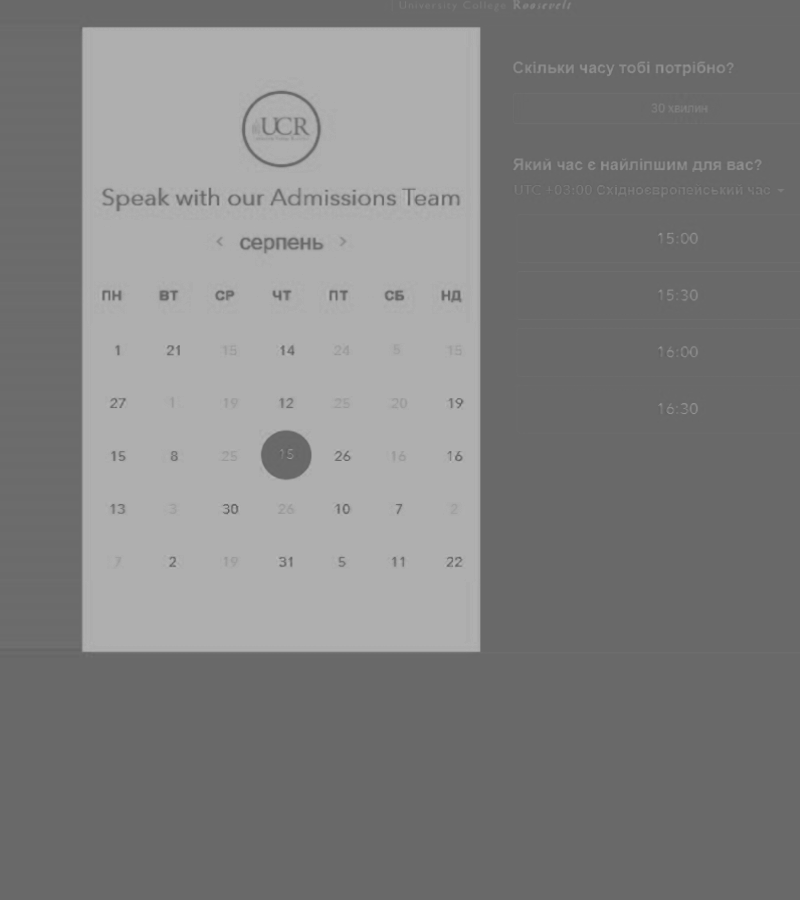 University College Roosevelt
UCR
Speak with our Admissions Team
< серпень >
ПН ВТ СР ЧТ ПТ СБ НД
1 21 15 14 24 5 15
27 1 19 12 25 20 19
15 8 25 15 26 16 16
13 3 30 26 10 7 2
7 2 19 31 5 11 22
Скільки часу тобі потрібно?
30 хвилин
Який час є найліпшим для вас?
UTC +03:00 Східноєвропейський час
15:00
15:30
16:00
16:30